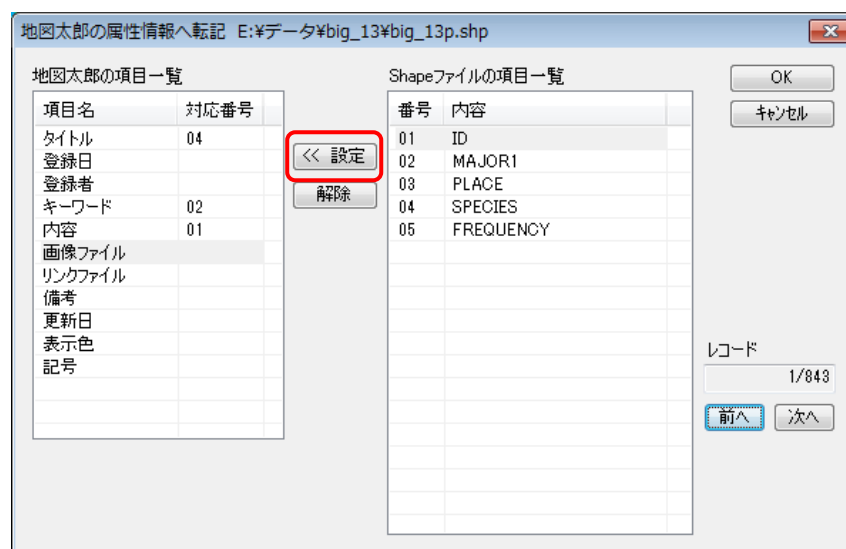 地図太郎の属性情報へ転記 E:¥データ¥big_13¥big_13p.shp
地図太郎の項目一覧
項目名 対応番号
タイトル 04
登録日
登録者
キーワード 02
内容 01
画像ファイル
リンクファイル
備考
更新日
表示色
記号
<< 設定
解除
Shapeファイルの項目一覧
番号 内容
01 ID
02 MAJOR1
03 PLACE
04 SPECIES
05 FREQUENCY
OK
キャンセル
レコード
1/843
前へ 次へ